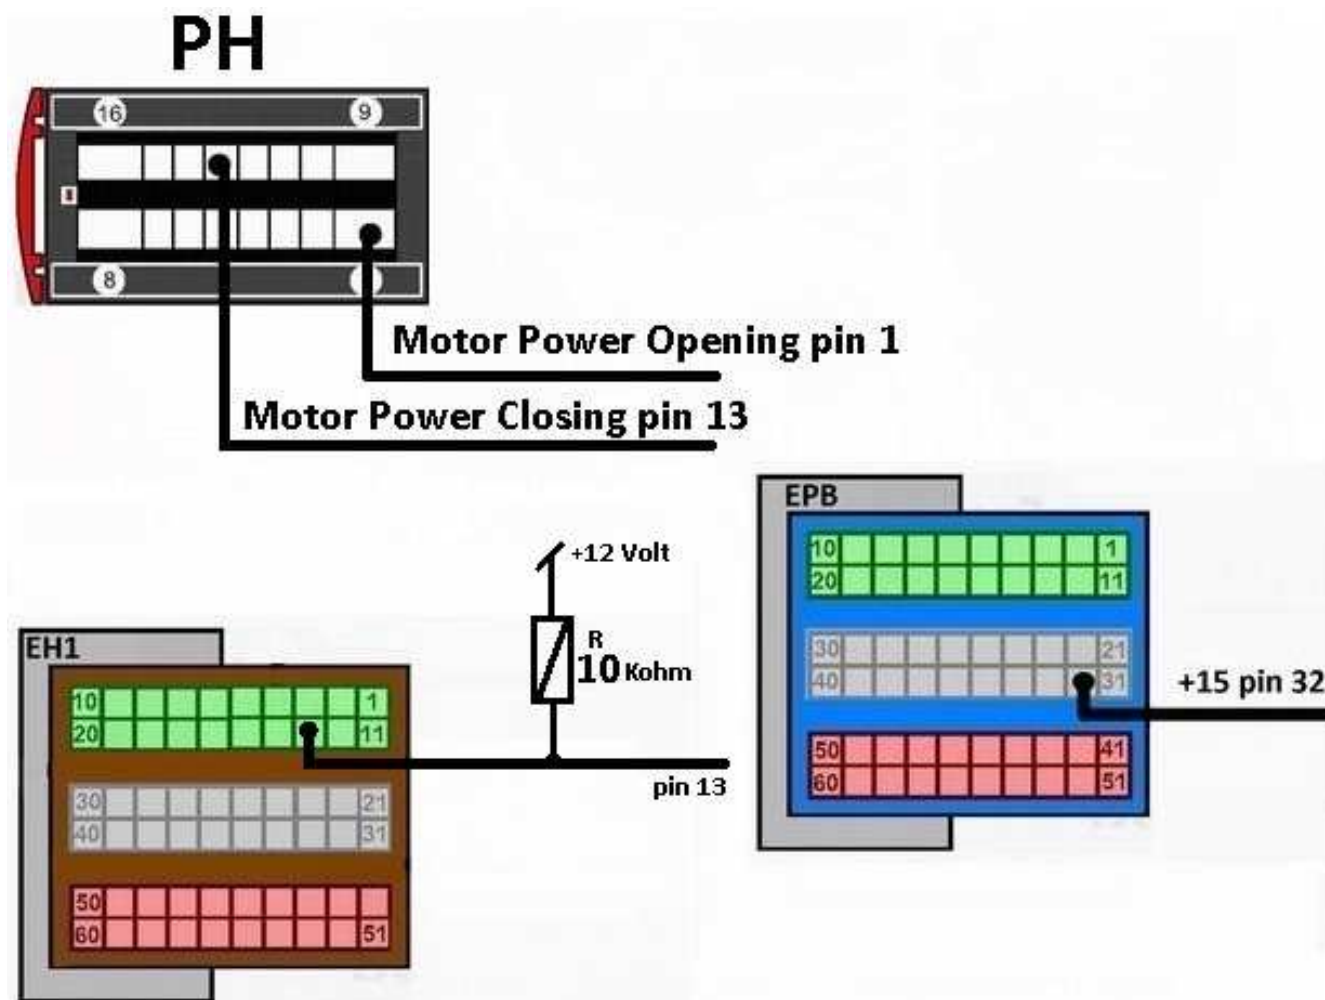 PH
16 9
8
Motor Power Opening pin 1
Motor Power Closing pin 13
EPB
10 1
20 11
30 21
40 31
50 41
60 51
+15 pin 32
+12 Volt
R
10 Kohm
EH1
10 1
20 11
30 21
40 31
50
60 51
pin 13